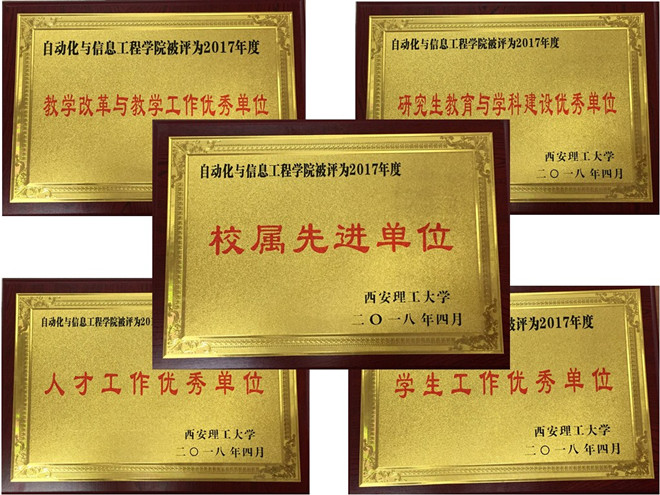 自动化与信息工程学院被评为2017年度
教学改革与教学工作优秀单位
自动化与信息工程学院被评为2017年度
研究生教育与学科建设优秀单位
西安理工大学
二〇一八年四月
自动化与信息工程学院被评为2017年度
校属先进单位
西安理工大学
二〇一八年四月
自动化与信息工程学院被评为201
人才工作优秀单位
西安理工大学
二〇一八年四月
被评为2017年度
学生工作优秀单位
西安理工大学
二〇一八年四月